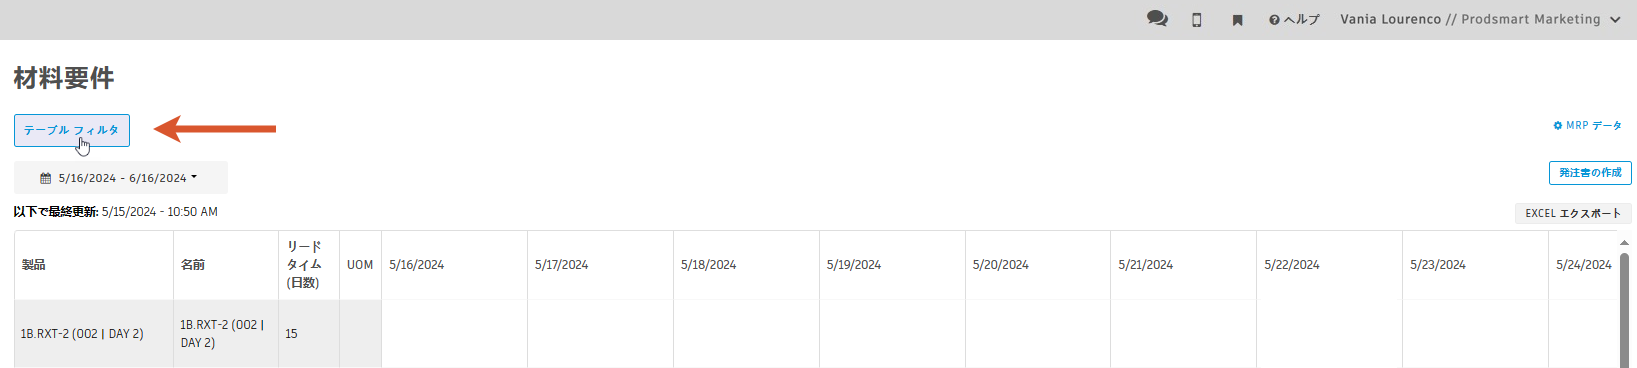 ヘルプ Vania Lourenco // Prodsmart Marketing
材料要件
テーブル フィルタ
MRP データ
5/16/2024 - 6/16/2024
発注書の作成
以下で最終更新: 5/15/2024 - 10:50 AM
EXCEL エクスポート
製品 名前 リード タイム (日数) UOM 5/16/2024 5/17/2024 5/18/2024 5/19/2024 5/20/2024 5/21/2024 5/22/2024 5/23/2024 5/24/2024
1B.RXT-2 (002 | DAY 2) 1B.RXT-2 (002 | DAY 2) 15